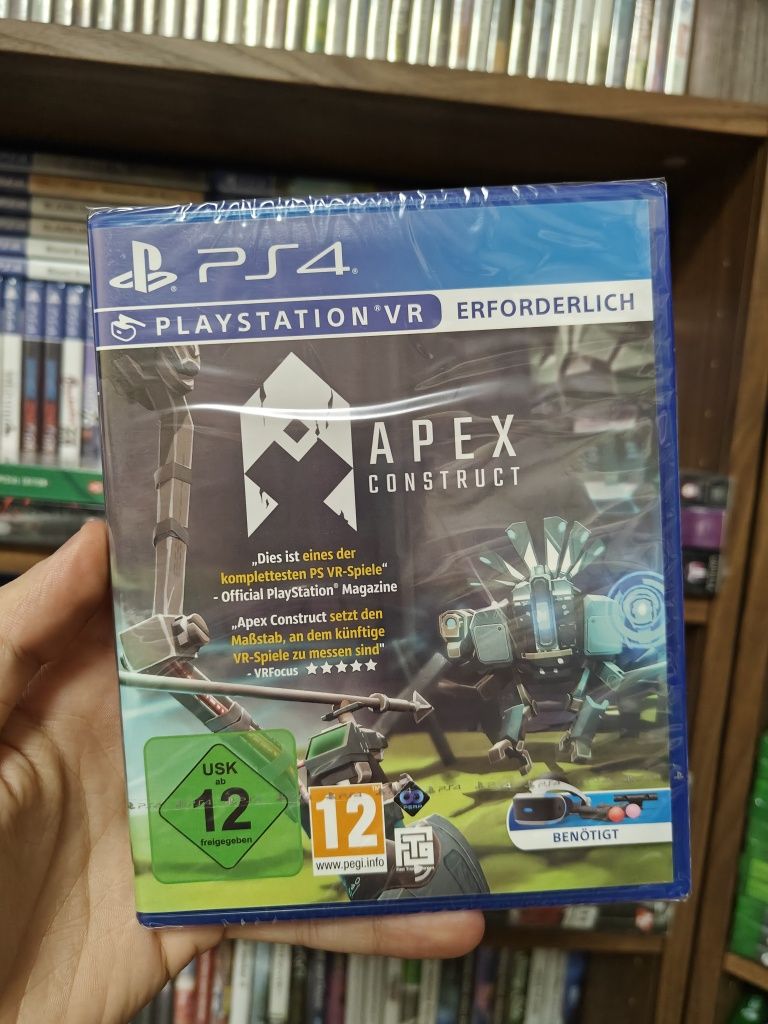 PS4
PLAYSTATION®VR ERFORDERLICH
APEX
CONSTRUCT
„Dies ist eines der
komplettesten PS VR-Spiele“
- Official PlayStation® Magazine
„Apex Construct setzt den
Maßstab, an dem künftige
VR-Spiele zu messen sind"
- VRFocus ★★★★★
USK
ab
12
freigegeben
12
www.pegi.info
PERP
FTG
BENÖTIGT